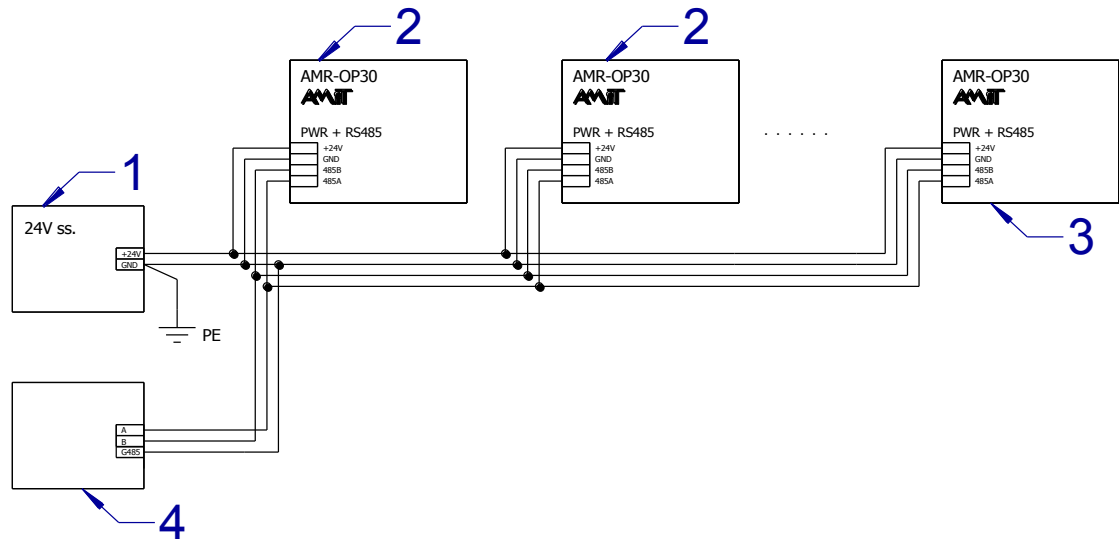 2
2
AMR-OP30
AMiT
PWR + RS485
+24V
GND
485B
485A
AMR-OP30
AMiT
PWR + RS485
+24V
GND
485B
485A
. . . . . .
AMR-OP30
AMiT
PWR + RS485
+24V
GND
485B
485A
3
1
24V ss.
+24V
GND
PE
A
B
G485
4